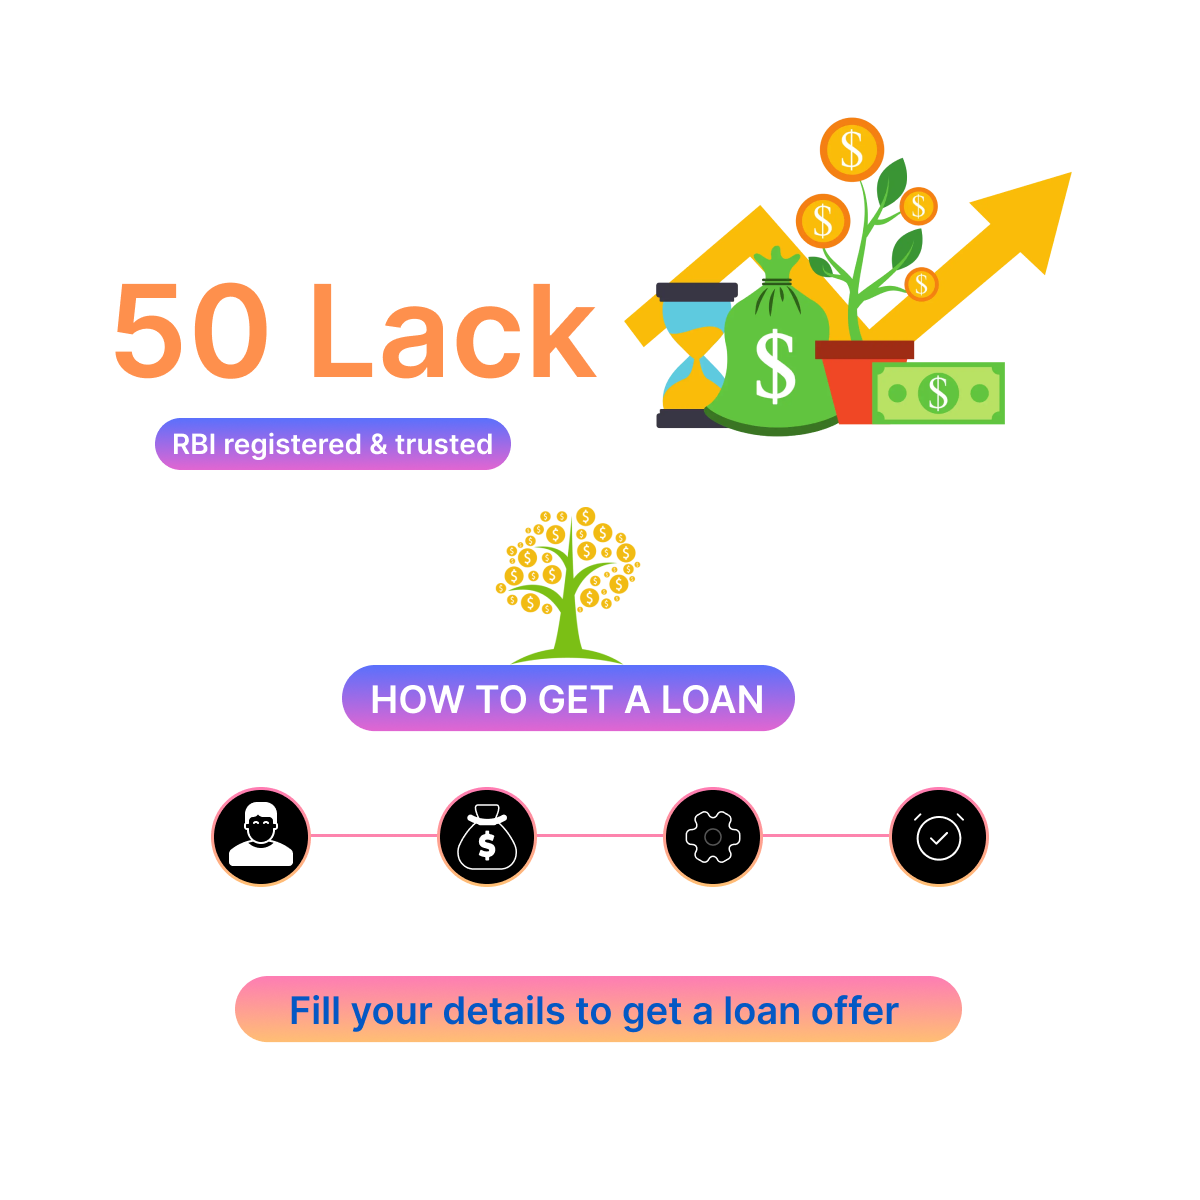 50 Lack
RBI registered & trusted
HOW TO GET A LOAN
Fill your details to get a loan offer